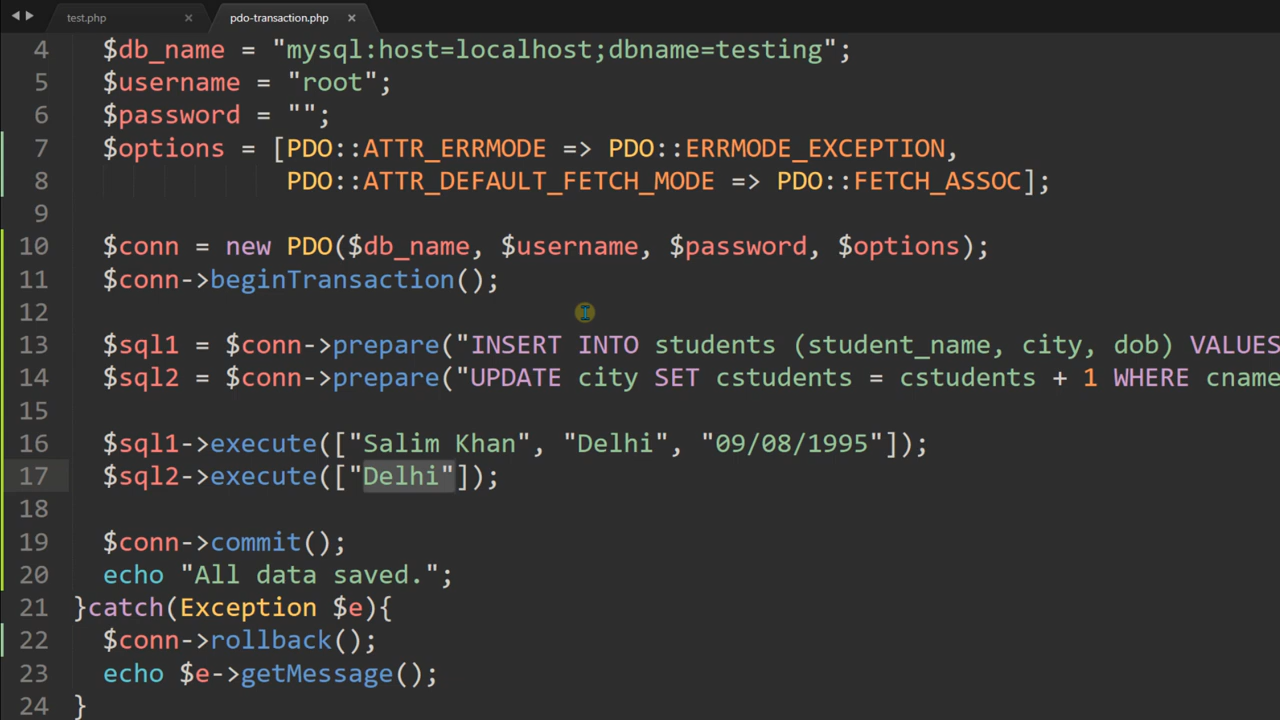 test.php × pdo-transaction.php ×
4 $db_name = "mysql:host=localhost;dbname=testing";
5 $username = "root";
6 $password = "";
7 $options = [PDO::ATTR_ERRMODE => PDO::ERRMODE_EXCEPTION,
8 PDO::ATTR_DEFAULT_FETCH_MODE => PDO::FETCH_ASSOC];
9
10 $conn = new PDO($db_name, $username, $password, $options);
11 $conn->beginTransaction();
12
13 $sql1 = $conn->prepare("INSERT INTO students (student_name, city, dob) VALUES
14 $sql2 = $conn->prepare("UPDATE city SET cstudents = cstudents + 1 WHERE cname
15
16 $sql1->execute(["Salim Khan", "Delhi", "09/08/1995"]);
17 $sql2->execute(["Delhi"]);
18
19 $conn->commit();
20 echo "All data saved.";
21 }catch(Exception $e){
22 $conn->rollback();
23 echo $e->getMessage();
24 }